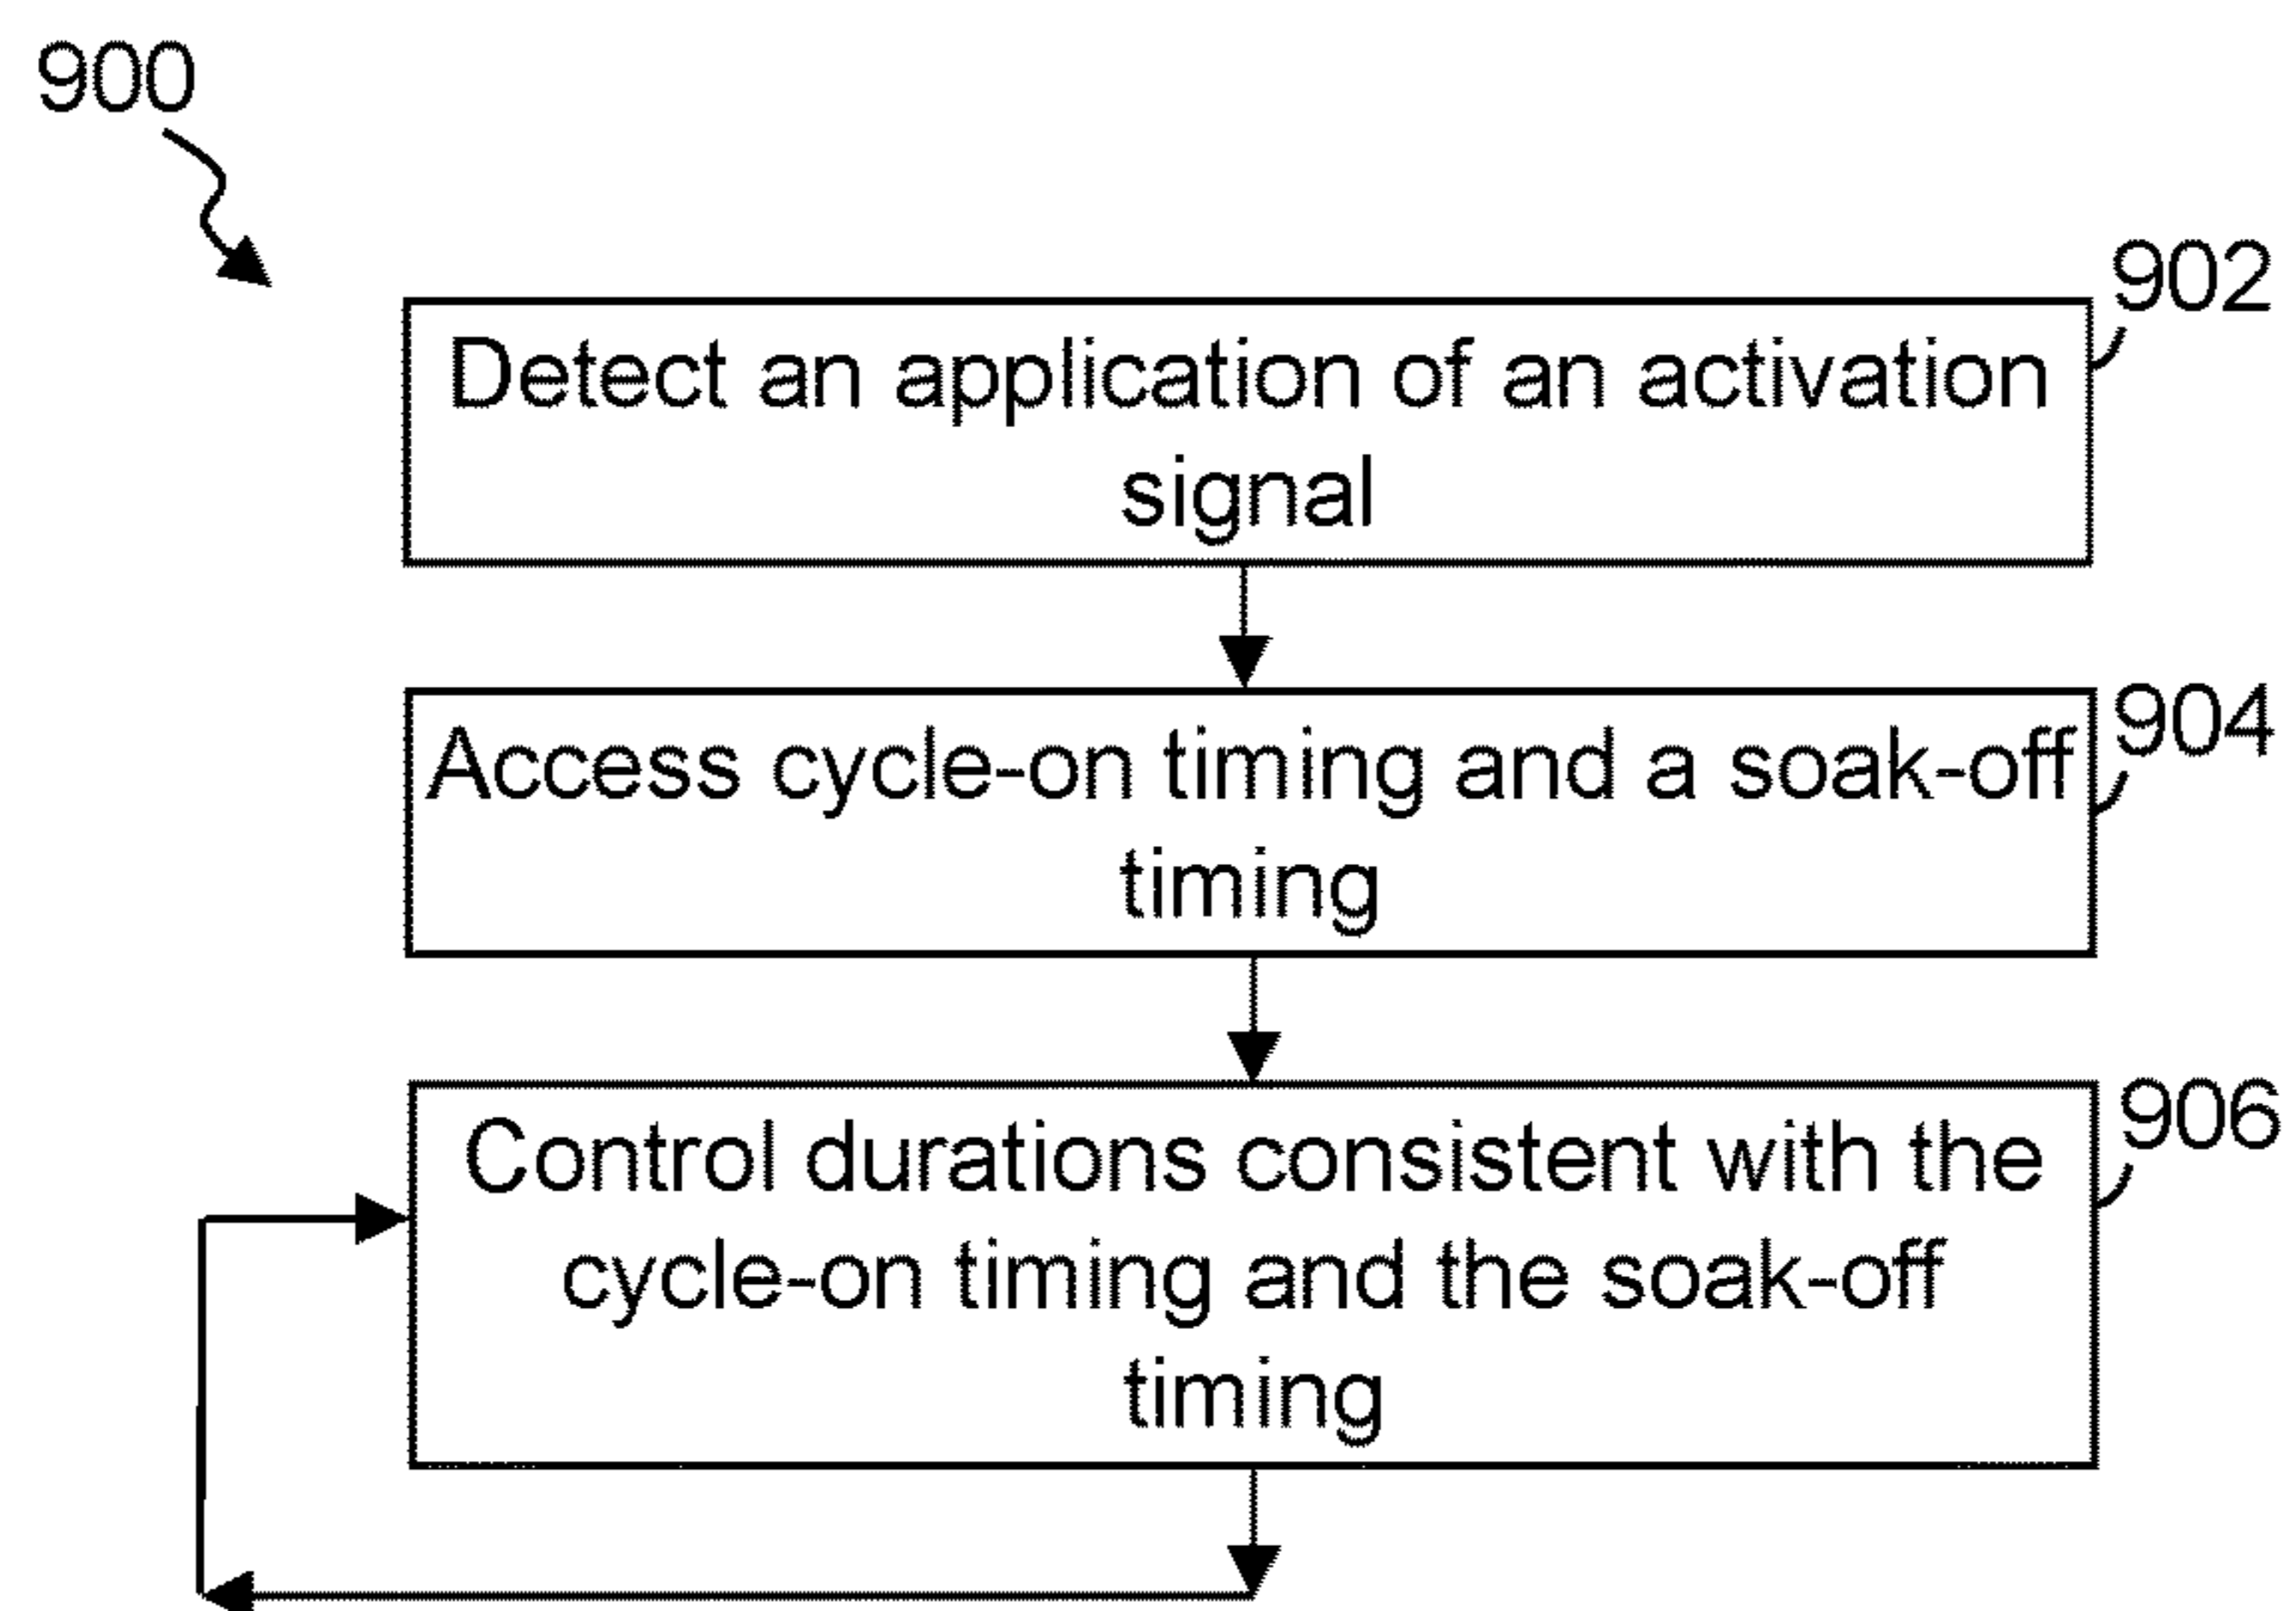 900
902
Detect an application of an activation
signal
904
Access cycle-on timing and a soak-off
timing
906
Control durations consistent with the
cycle-on timing and the soak-off
timing